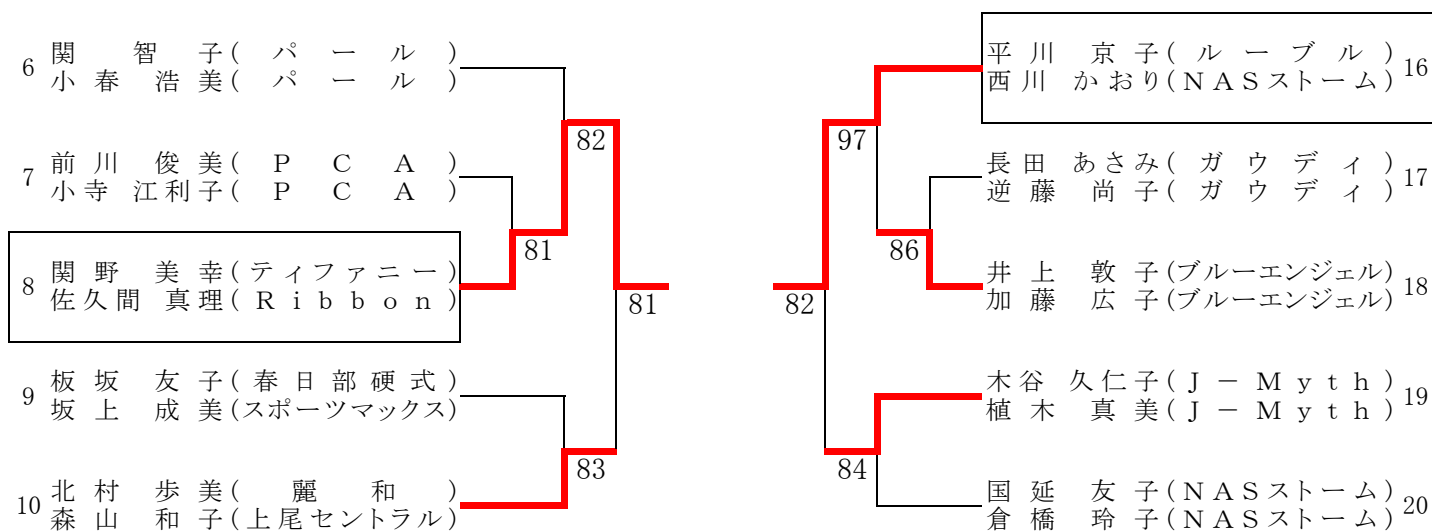 6 関 智 子 ( パ ー ル )
小 春 浩 美 ( パ ー ル )
82
7 前 川 俊 美 ( P C A )
小 寺 江 利 子 ( P C A )
81
8 関 野 美 幸 (ティファニー)
佐 久 間 真 理 ( R i b b o n )
81
9 板 坂 友 子 ( 春 日 部 硬 式 )
坂 上 成 美 (スポーツマックス)
83
10 北 村 歩 美 ( 麗 和 )
森 山 和 子 (上尾セントラル)
平 川 京 子 ( ル ー ブ ル ) 16
西 川 かおり (NASストーム)
97
長 田 あさみ ( ガ ウ デ ィ ) 17
逆 藤 尚 子 ( ガ ウ デ ィ )
86
井 上 敦 子 (ブルーエンジェル) 18
加 藤 広 子 (ブルーエンジェル)
82
木 谷 久仁子 ( J － M y t h ) 19
植 木 真 美 ( J － M y t h )
84
国 延 友 子 (NASストーム) 20
倉 橋 玲 子 (NASストーム)